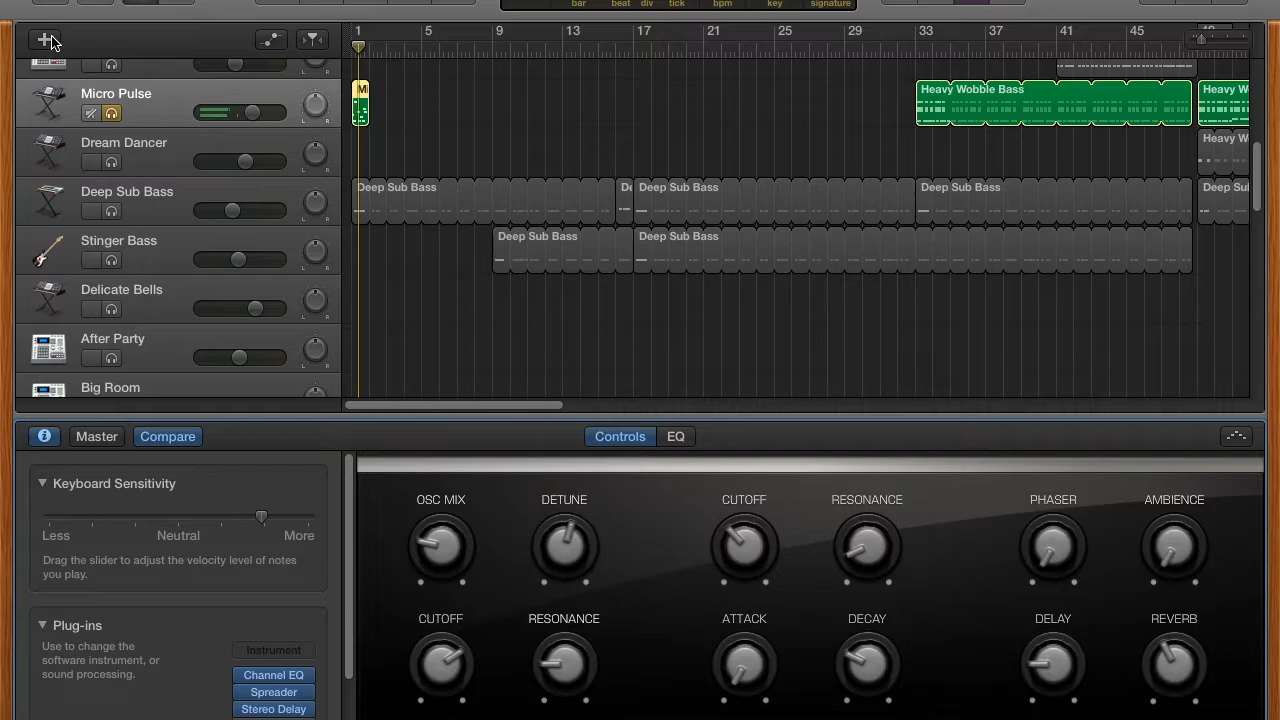 bar beat div tick bpm key signature
1 5 9 13 17 21 25 29 33 37 41 45
Micro Pulse
Mi
Heavy Wobble Bass
Heavy W
Dream Dancer
Heavy W
Deep Sub Bass
Deep Sub Bass
De
Deep Sub Bass
Deep Sub Bass
Deep Sub
Stinger Bass
Deep Sub Bass
Deep Sub Bass
Delicate Bells
After Party
Big Room
L R
L R
L R
L R
L R
L R
Master
Compare
Controls
EQ
Keyboard Sensitivity
Less
Neutral
More
Drag the slider to adjust the velocity level of notes
you play.
Plug-ins
Use to change the
software instrument, or
sound processing.
Instrument
Channel EQ
Spreader
Stereo Delay
OSC MIX
DETUNE
CUTOFF
RESONANCE
PHASER
AMBIENCE
CUTOFF
RESONANCE
ATTACK
DECAY
DELAY
REVERB